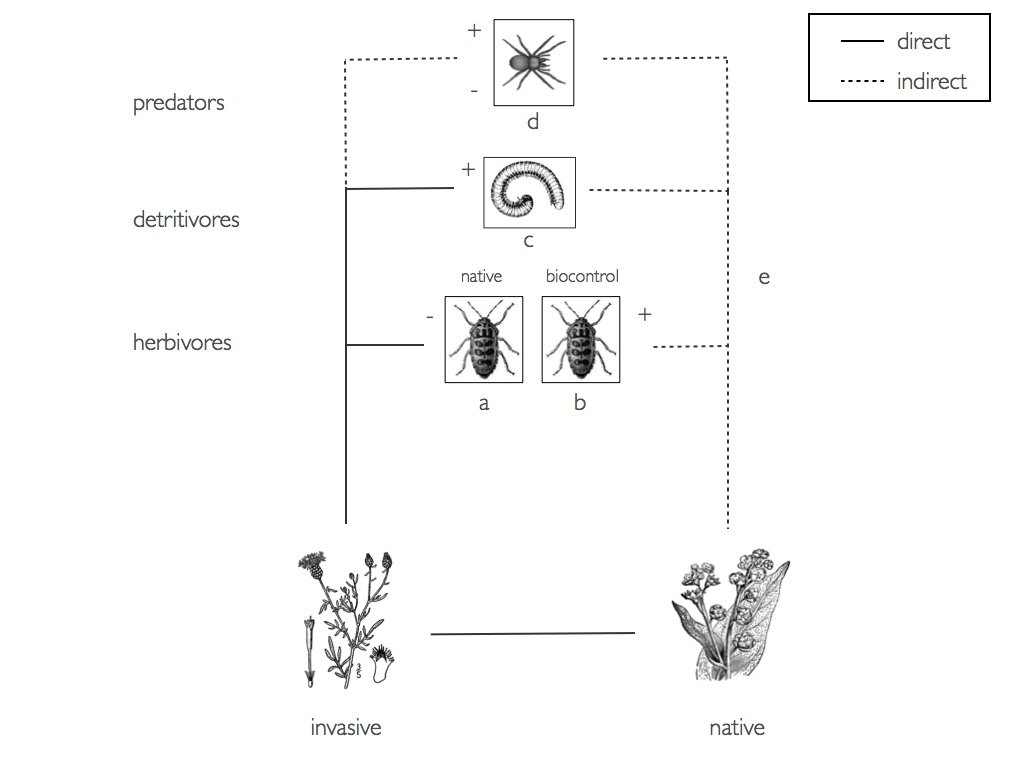 +
direct
indirect
-
predators
d
+
detritivores
c
native biocontrol
e
- +
herbivores
a b
invasive native